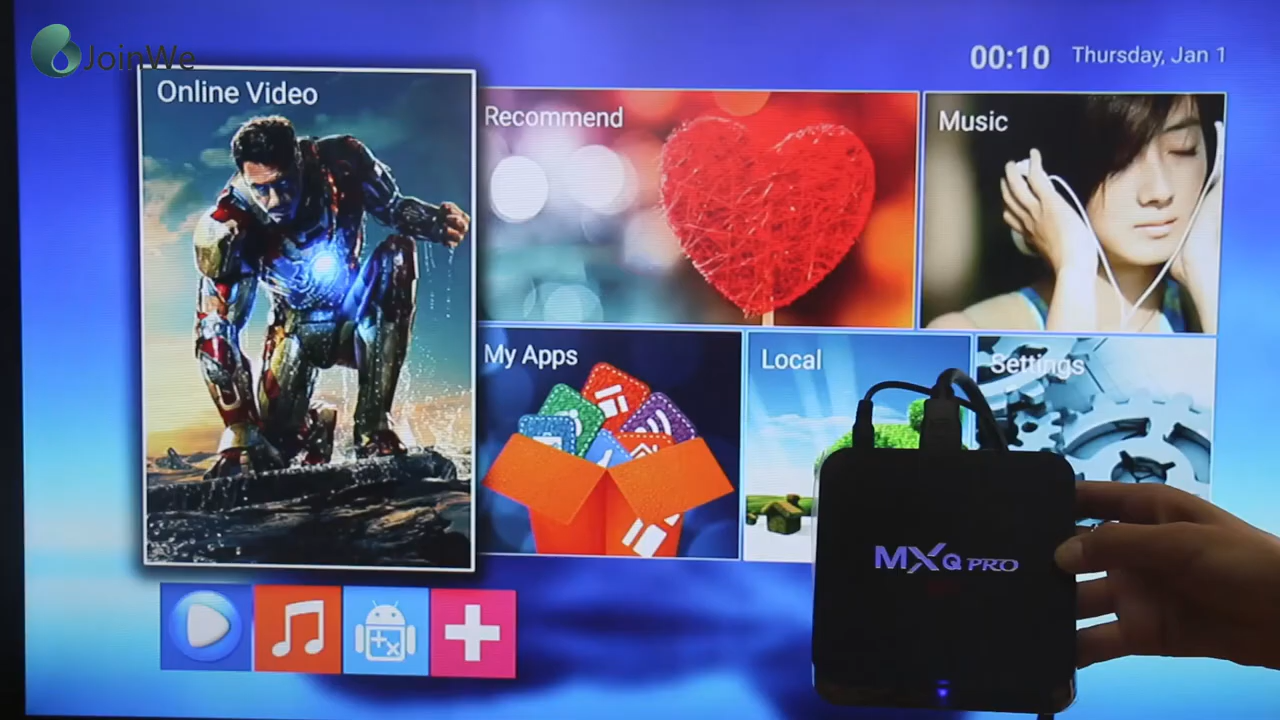 JoinWe
00:10 Thursday, Jan 1
Online Video
Recommend
Music
My Apps
Local
Settings
MXQ PRO